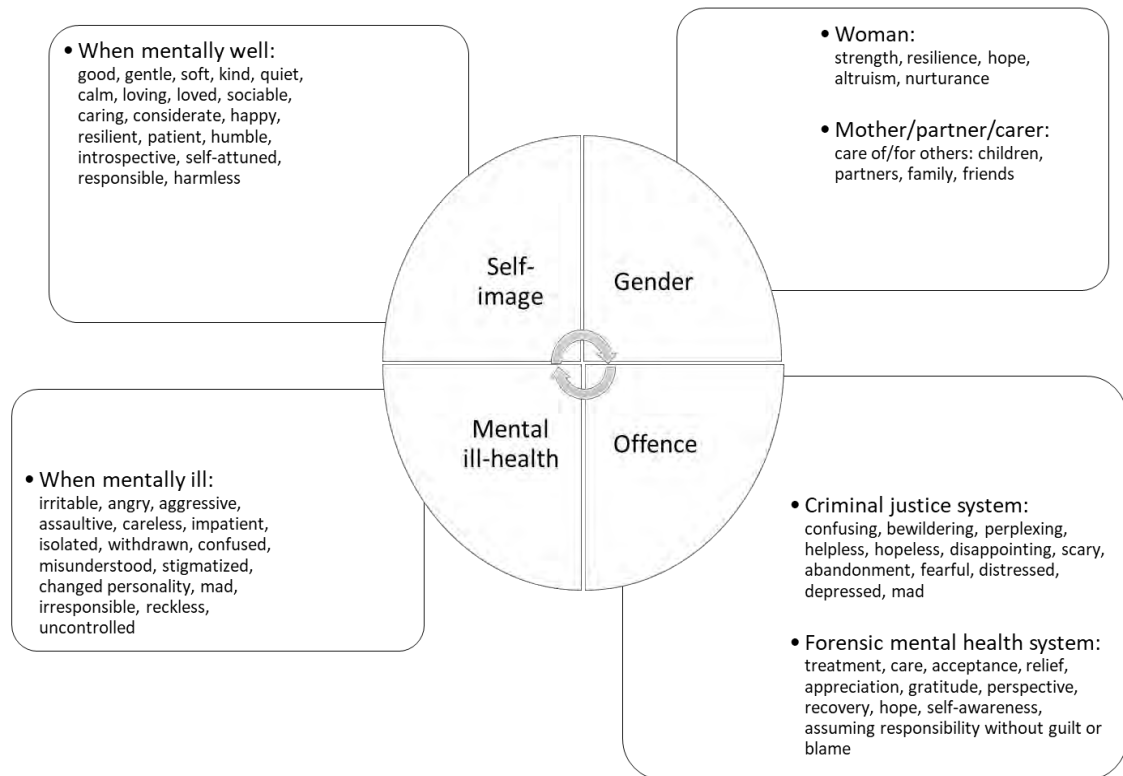 • When mentally well:
good, gentle, soft, kind, quiet,
calm, loving, loved, sociable,
caring, considerate, happy,
resilient, patient, humble,
introspective, self-attuned,
responsible, harmless
• Woman:
strength, resilience, hope,
altruism, nurturance
• Mother/partner/carer:
care of/for others: children,
partners, family, friends
Self-
image
Gender
Mental
ill-health
Offence
• When mentally ill:
irritable, angry, aggressive,
assaultive, careless, impatient,
isolated, withdrawn, confused,
misunderstood, stigmatized,
changed personality, mad,
irresponsible, reckless,
uncontrolled
• Criminal justice system:
confusing, bewildering, perplexing,
helpless, hopeless, disappointing, scary,
abandonment, fearful, distressed,
depressed, mad
• Forensic mental health system:
treatment, care, acceptance, relief,
appreciation, gratitude, perspective,
recovery, hope, self-awareness,
assuming responsibility without guilt or
blame